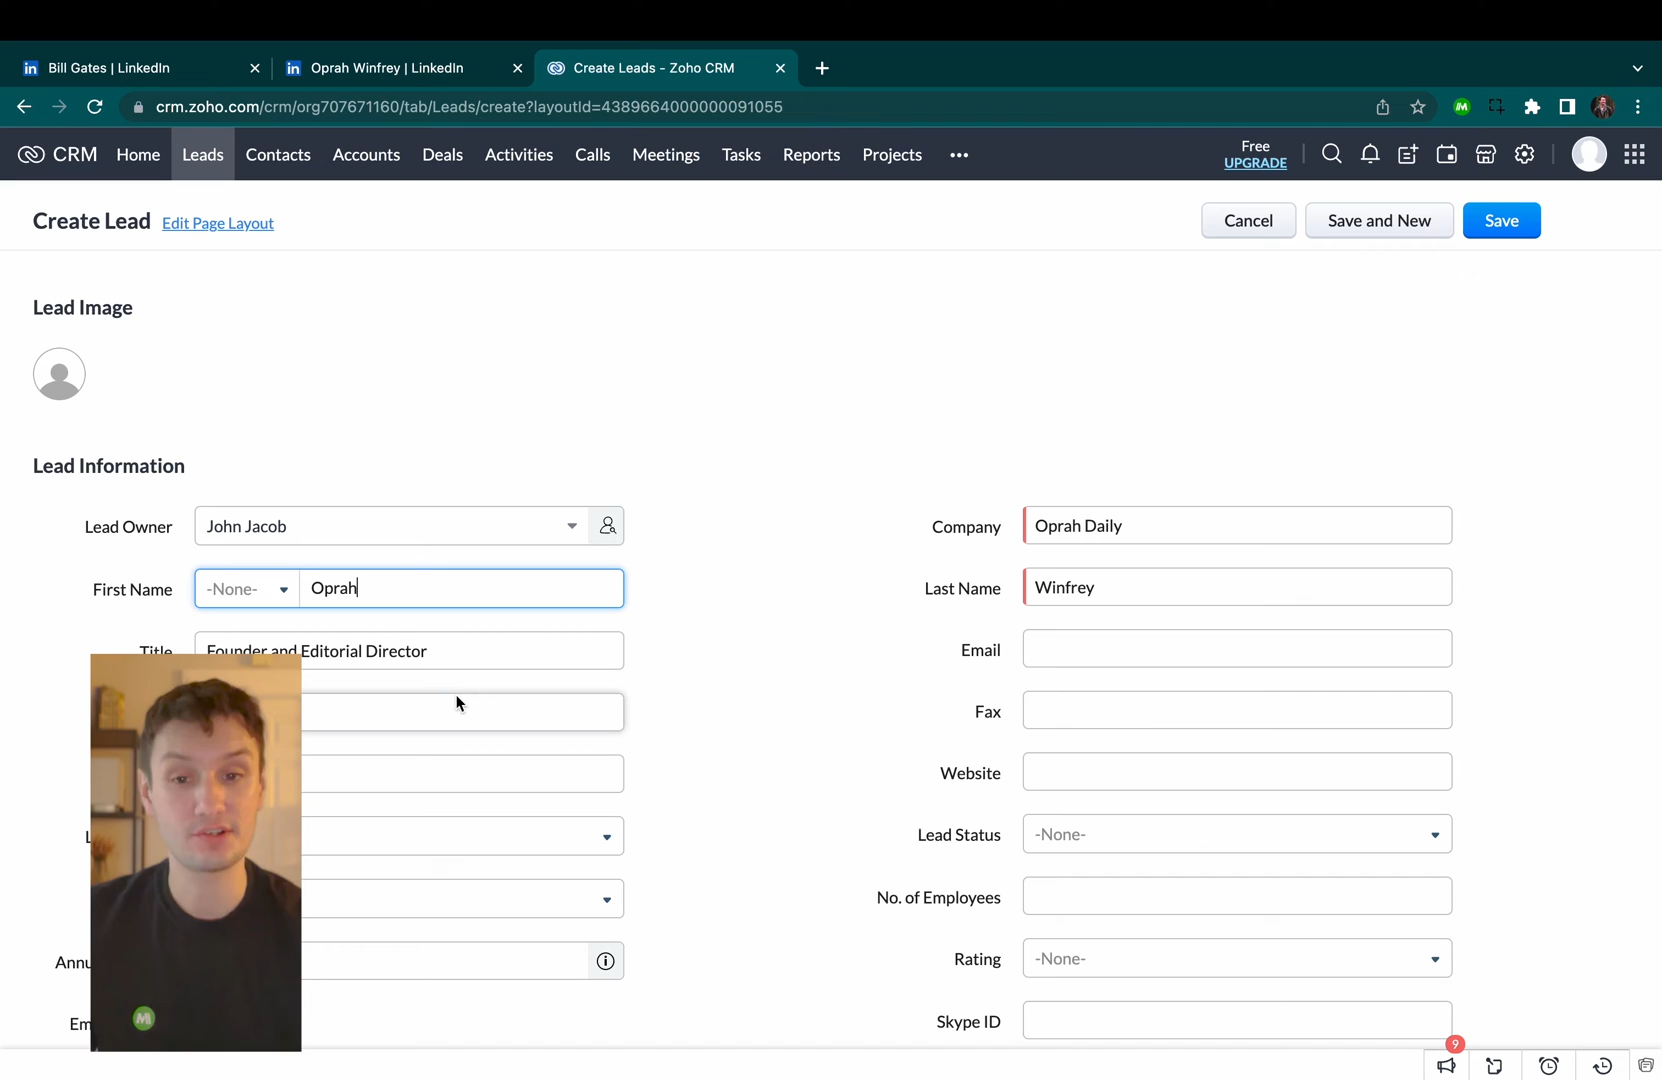 Bill Gates | LinkedIn
Oprah Winfrey | LinkedIn
Create Leads - Zoho CRM
crm.zoho.com/crm/org707671160/tab/Leads/create?layoutId=4389664000000091055
CRM Home Leads Contacts Accounts Deals Activities Calls Meetings Tasks Reports Projects
Free
UPGRADE
Create Lead Edit Page Layout
Cancel Save and New Save
Lead Image
Lead Information
Lead Owner John Jacob
Company Oprah Daily
First Name -None- Oprah
Last Name Winfrey
Title Founder and Editorial Director
Email
Fax
Website
Lead Status -None-
No. of Employees
Annu
Rating -None-
Em
Skype ID
9